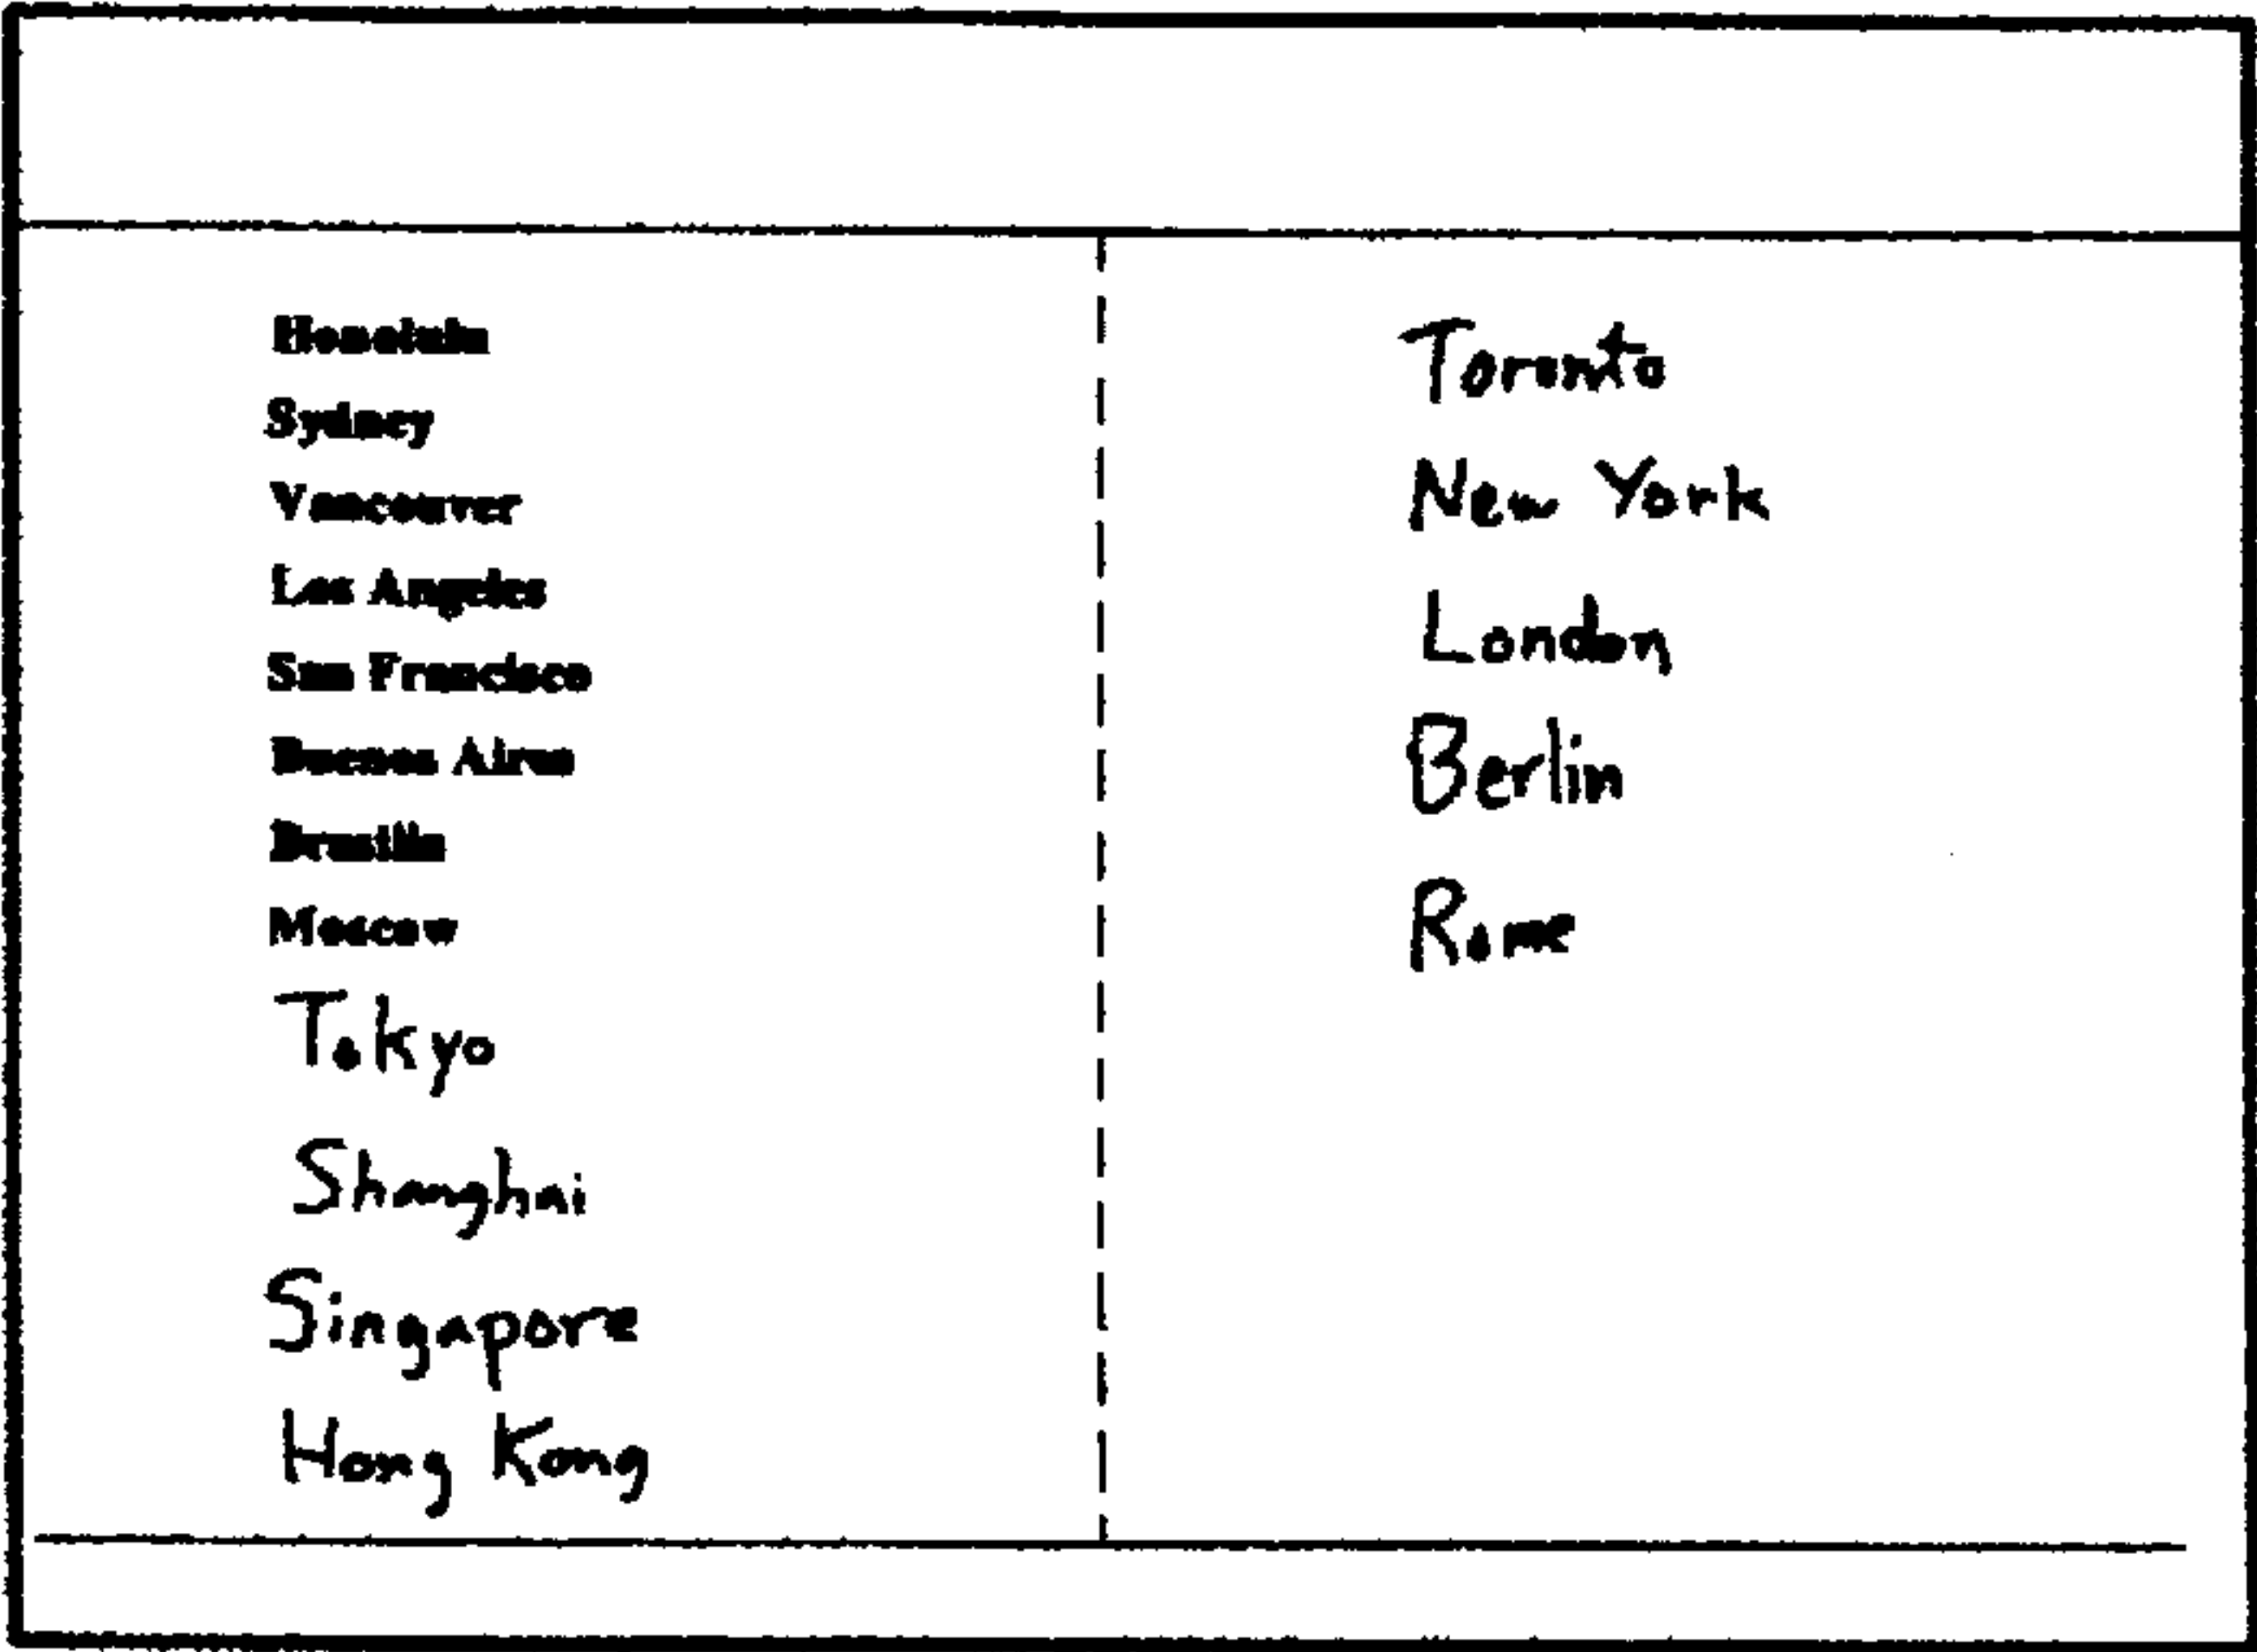 Honolulu
Sydney
Vancouver
Los Angeles
San Francisco
Buenos Aires
Brasilia
Moscow
Tokyo
Shanghai
Singapore
Hong Kong
Toronto
New York
London
Berlin
Rome